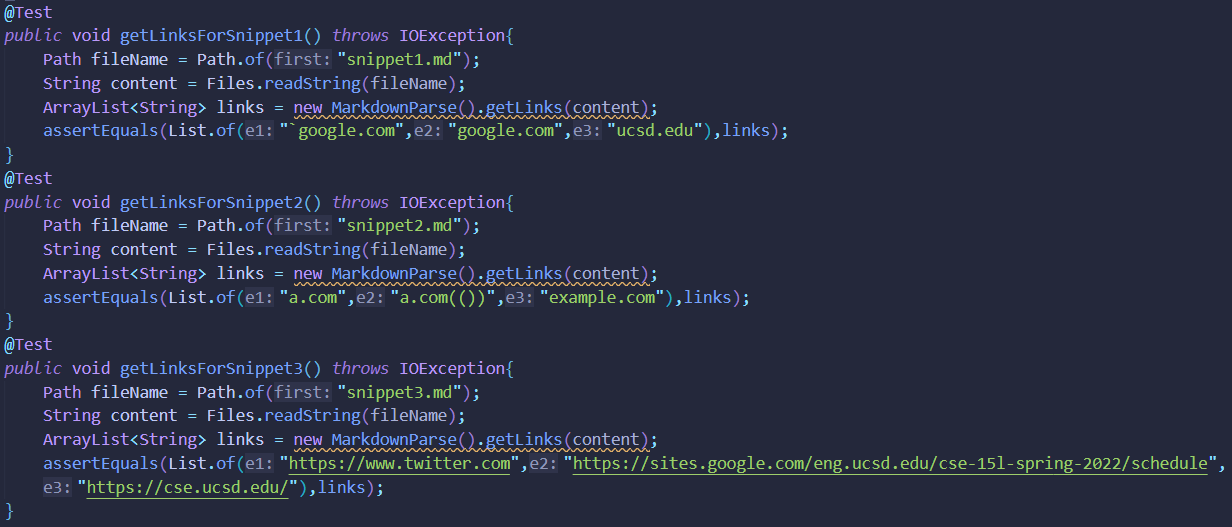 @Test
public void getLinksForSnippet1() throws IOException{
    Path fileName = Path.of(first: "snippet1.md");
    String content = Files.readString(fileName);
    ArrayList<String> links = new MarkdownParse().getLinks(content);
    assertEquals(List.of(e1: "`google.com",e2: "google.com",e3: "ucsd.edu"),links);
}
@Test
public void getLinksForSnippet2() throws IOException{
    Path fileName = Path.of(first: "snippet2.md");
    String content = Files.readString(fileName);
    ArrayList<String> links = new MarkdownParse().getLinks(content);
    assertEquals(List.of(e1: "a.com",e2: "a.com(())",e3: "example.com"),links);
}
@Test
public void getLinksForSnippet3() throws IOException{
    Path fileName = Path.of(first: "snippet3.md");
    String content = Files.readString(fileName);
    ArrayList<String> links = new MarkdownParse().getLinks(content);
    assertEquals(List.of(e1: "https://www.twitter.com",e2: "https://sites.google.com/eng.ucsd.edu/cse-15l-spring-2022/schedule",
    e3: "https://cse.ucsd.edu/"),links);
}